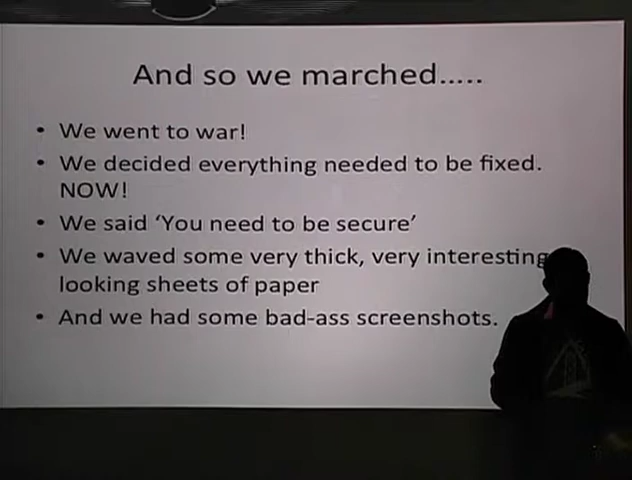 And so we marched.....
• We went to war!
• We decided everything needed to be fixed.
NOW!
• We said ‘You need to be secure’
• We waved some very thick, very interesting
looking sheets of paper
• And we had some bad-ass screenshots.